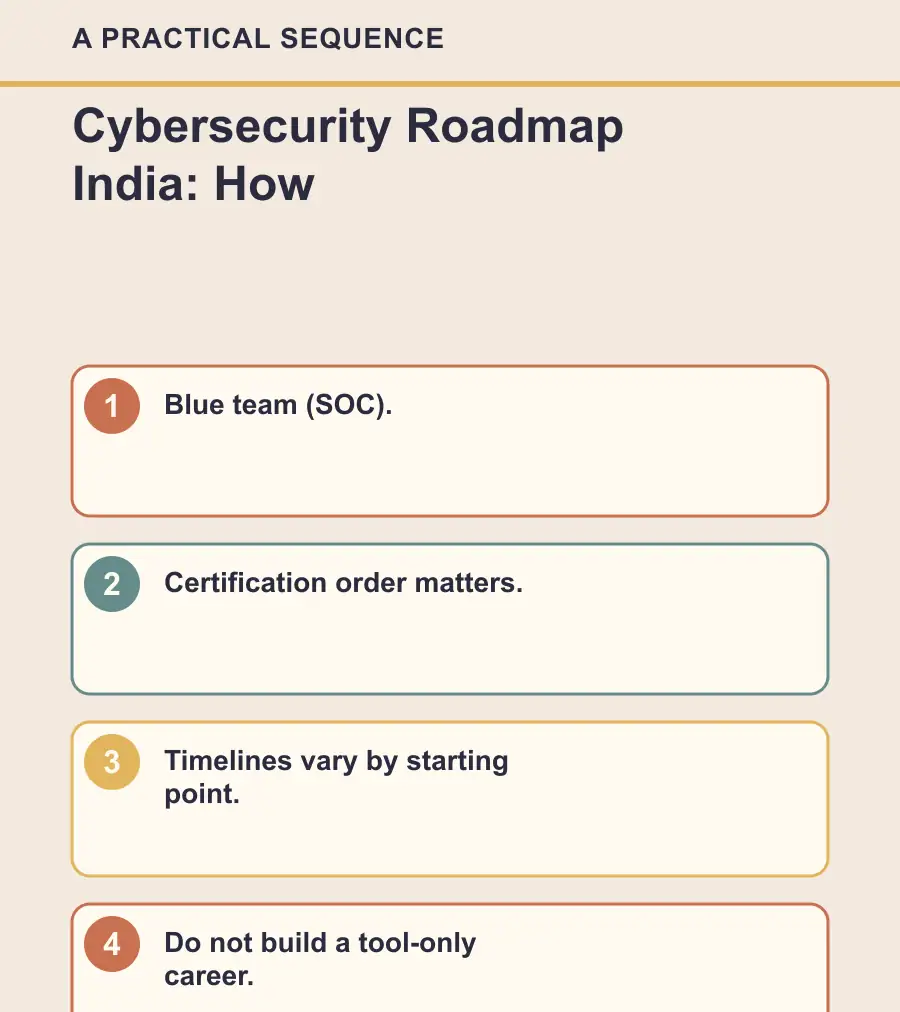 A PRACTICAL SEQUENCE
Cybersecurity Roadmap
India: How
1
Blue team (SOC).
2
Certification order matters.
3
Timelines vary by starting
point.
4
Do not build a tool-only
career.